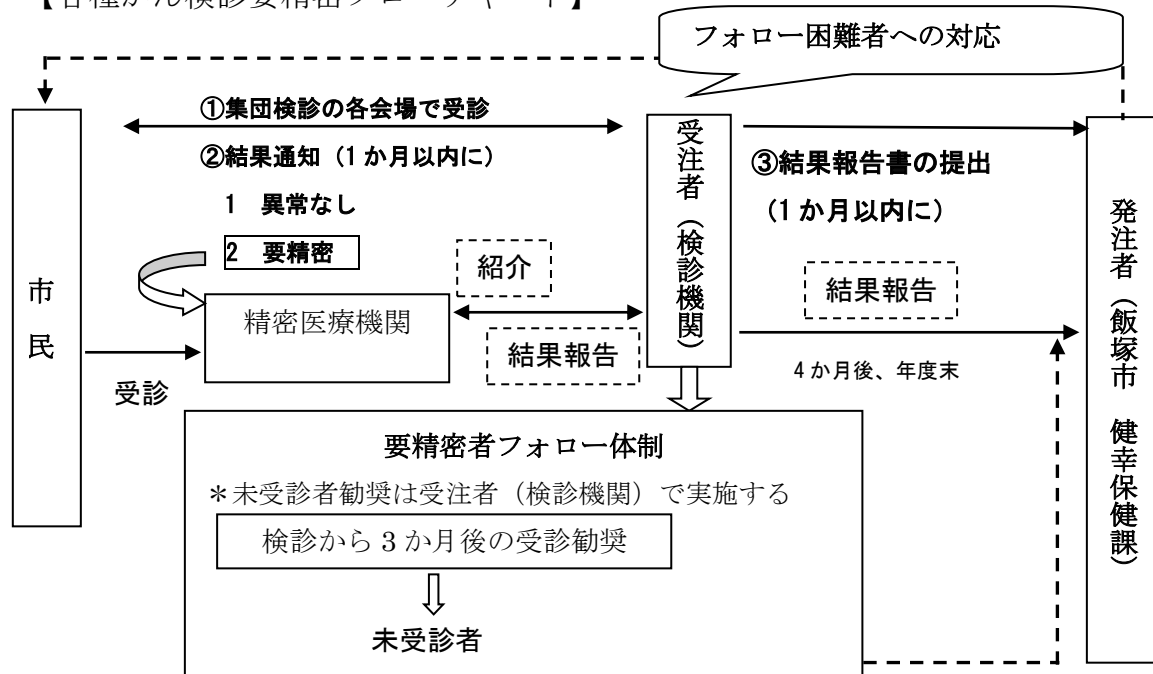 【各種がん検診要精密フローチャート】
フォロー困難者への対応
①集団検診の各会場で受診
②結果通知(1か月以内に)
1 異常なし
2 要精密
市民
受診
精密医療機関
紹介
結果報告
受注者(検診機関)
③結果報告書の提出
(1か月以内に)
結果報告
4か月後、年度末
発注者(飯塚市 健幸保健課)
要精密者フォロー体制
*未受診者勧奨は受注者(検診機関)で実施する
検診から3か月後の受診勧奨
未受診者